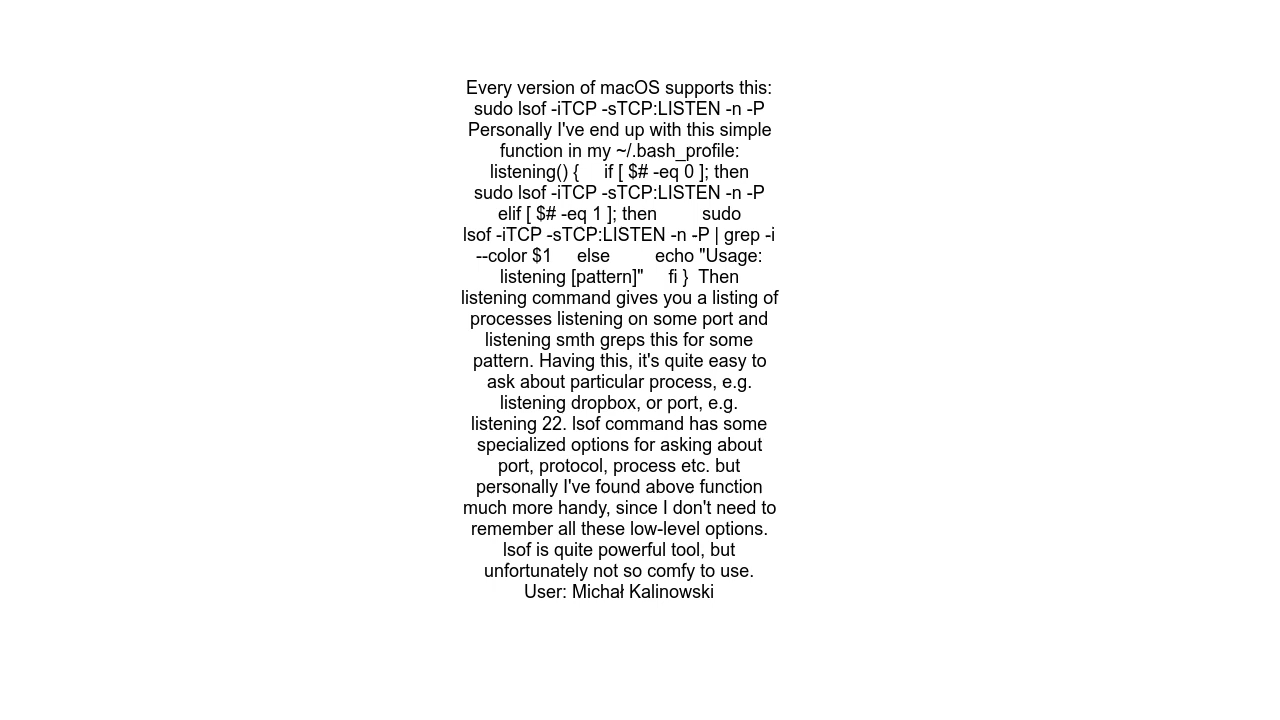 Every version of macOS supports this:
sudo lsof -iTCP -sTCP:LISTEN -n -P
Personally I've end up with this simple
function in my ~/.bash_profile:
listening() {     if [ $# -eq 0 ]; then
sudo lsof -iTCP -sTCP:LISTEN -n -P
elif [ $# -eq 1 ]; then         sudo
lsof -iTCP -sTCP:LISTEN -n -P | grep -i
--color $1     else         echo "Usage:
listening [pattern]"     fi }  Then
listening command gives you a listing of
processes listening on some port and
listening smth greps this for some
pattern. Having this, it's quite easy to
ask about particular process, e.g.
listening dropbox, or port, e.g.
listening 22. lsof command has some
specialized options for asking about
port, protocol, process etc. but
personally I've found above function
much more handy, since I don't need to
remember all these low-level options.
lsof is quite powerful tool, but
unfortunately not so comfy to use.
User: Michał Kalinowski